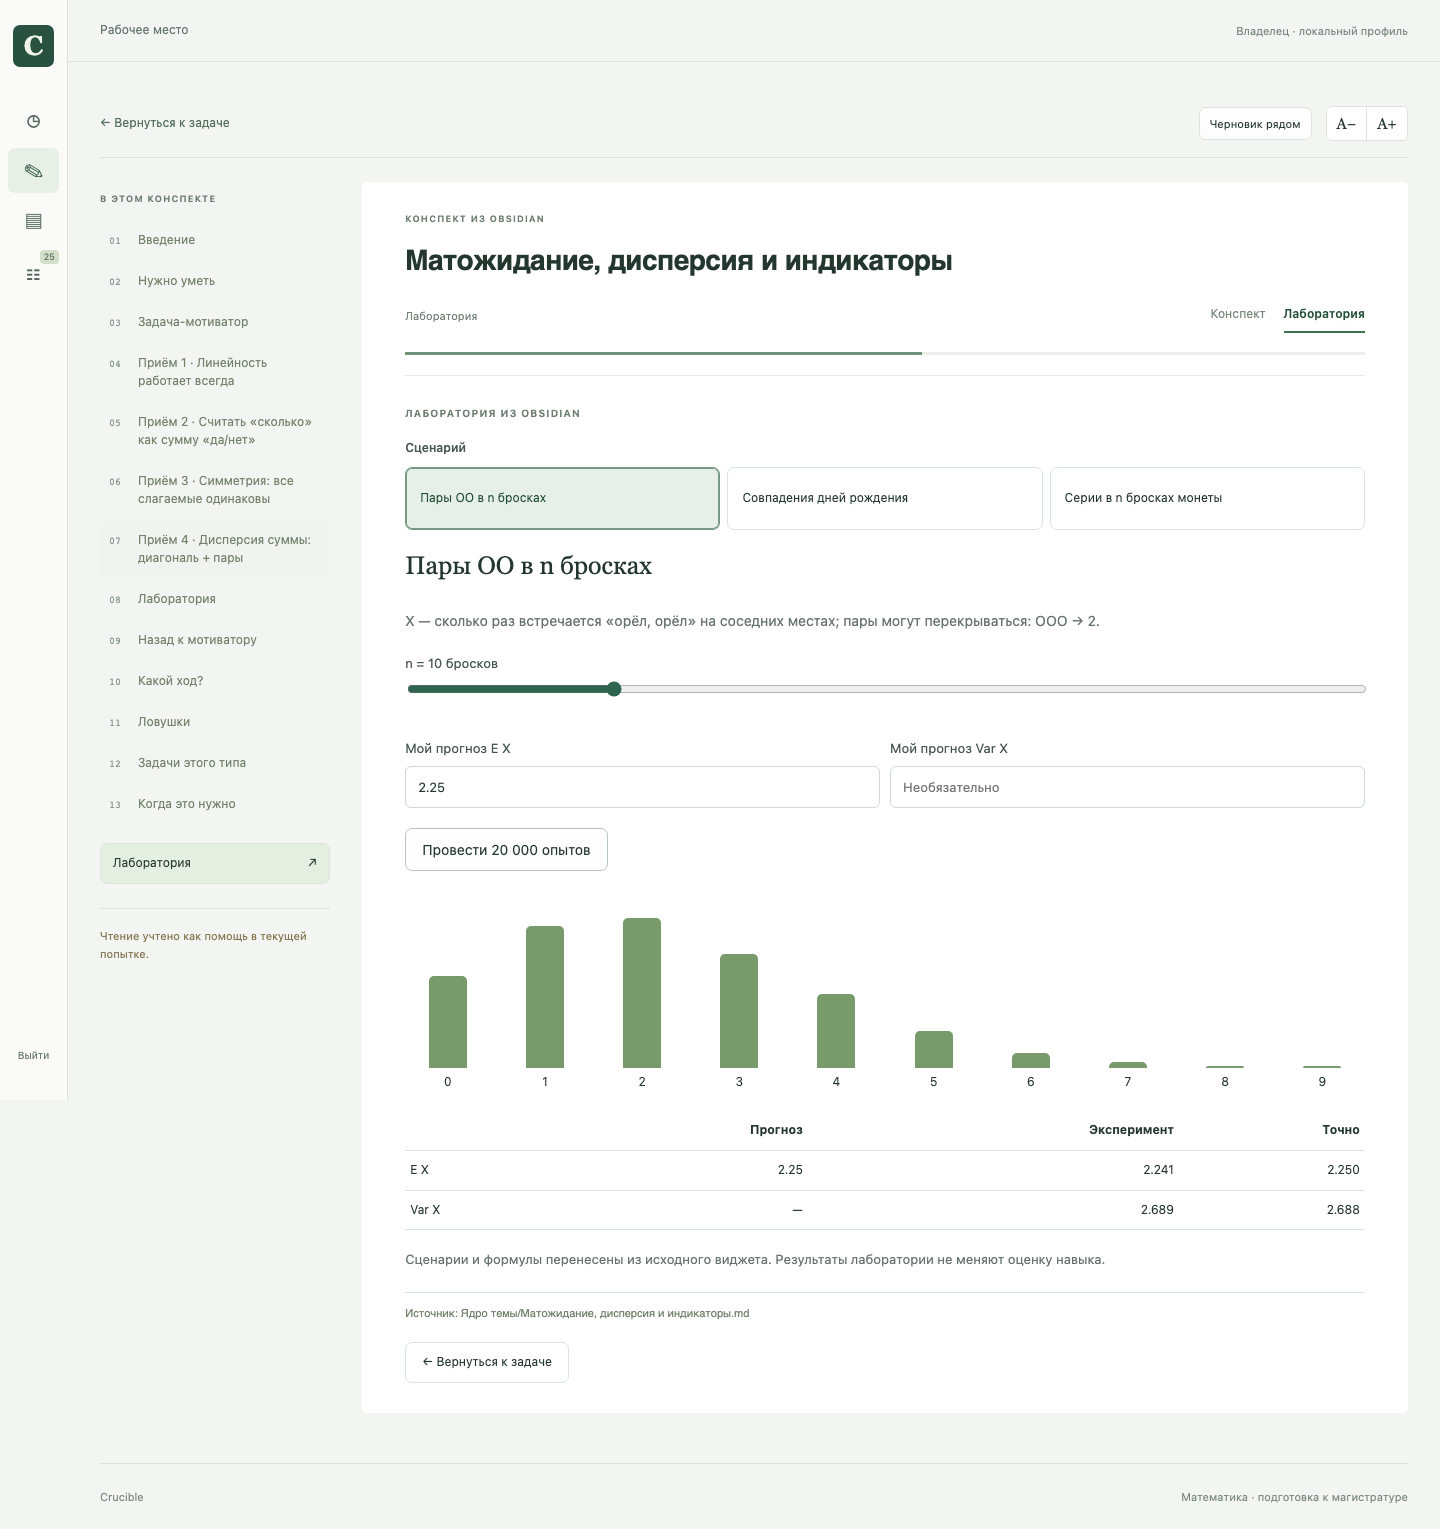 C
Рабочее место
Владелец · локальный профиль
25
Выйти
← Вернуться к задаче
Черновик рядом
A−
A+
В ЭТОМ КОНСПЕКТЕ
01 Введение
02 Нужно уметь
03 Задача-мотиватор
04 Приём 1 · Линейность
работает всегда
05 Приём 2 · Считать «сколько»
как сумму «да/нет»
06 Приём 3 · Симметрия: все
слагаемые одинаковы
07 Приём 4 · Дисперсия суммы:
диагональ + пары
08 Лаборатория
09 Назад к мотиватору
10 Какой ход?
11 Ловушки
12 Задачи этого типа
13 Когда это нужно
Лаборатория ↗
Чтение учтено как помощь в текущей
попытке.
КОНСПЕКТ ИЗ OBSIDIAN
Матожидание, дисперсия и индикаторы
Лаборатория
Конспект Лаборатория
ЛАБОРАТОРИЯ ИЗ OBSIDIAN
Сценарий
Пары ОО в n бросках
Совпадения дней рождения
Серии в n бросках монеты
Пары ОО в n бросках
X — сколько раз встречается «орёл, орёл» на соседних местах; пары могут перекрываться: ООО → 2.
n = 10 бросков
Мой прогноз E X
Мой прогноз Var X
2.25
Необязательно
Провести 20 000 опытов
0 1 2 3 4 5 6 7 8 9
Прогноз Эксперимент Точно
E X 2.25 2.241 2.250
Var X — 2.689 2.688
Сценарии и формулы перенесены из исходного виджета. Результаты лаборатории не меняют оценку навыка.
Источник: Ядро темы/Матожидание, дисперсия и индикаторы.md
← Вернуться к задаче
Crucible
Математика · подготовка к магистратуре